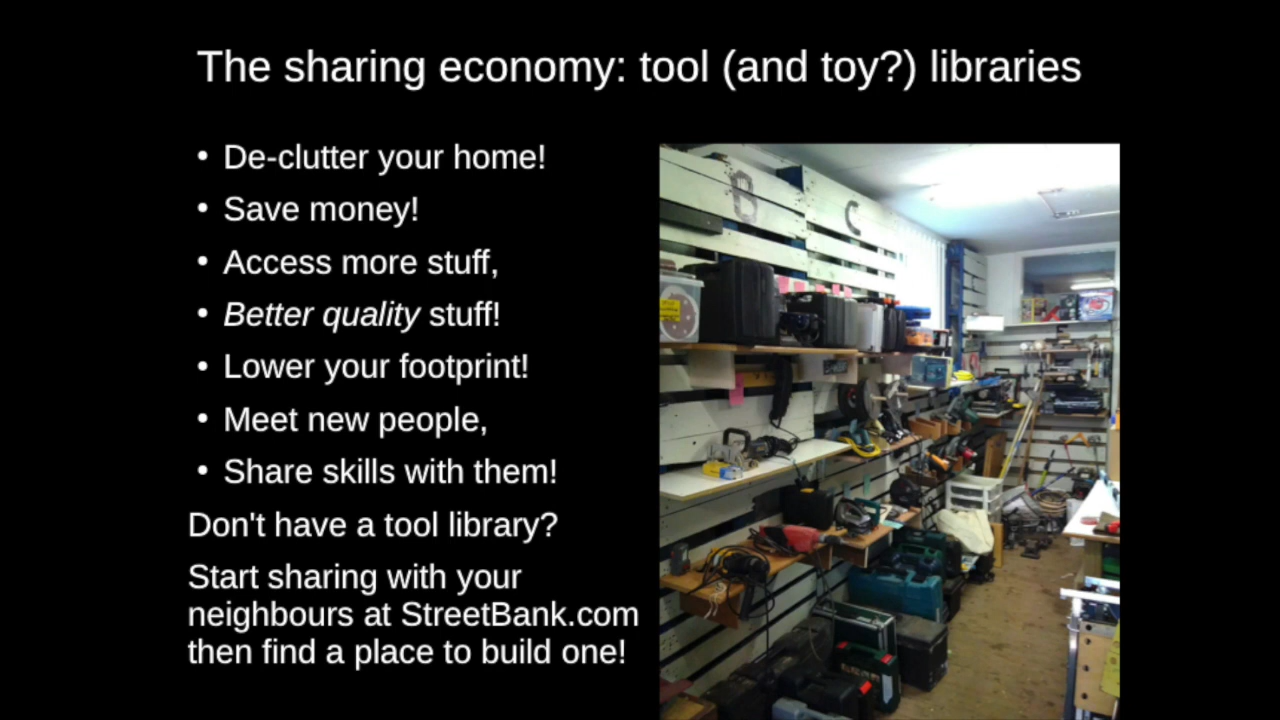 The sharing economy: tool (and toy?) libraries
• De-clutter your home!
• Save money!
• Access more stuff,
• Better quality stuff!
• Lower your footprint!
• Meet new people,
• Share skills with them!
Don't have a tool library?
Start sharing with your
neighbours at StreetBank.com
then find a place to build one!
B
C